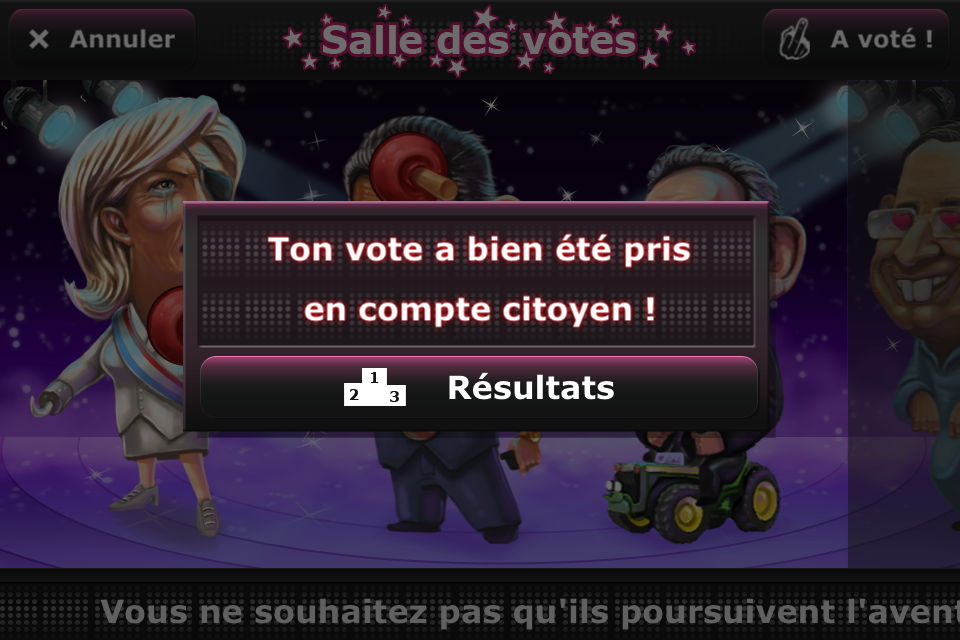 Annuler
Salle des votes
A voté !
Ton vote a bien été pris
en compte citoyen !
1
2
3
Résultats
Vous ne souhaitez pas qu'ils poursuivent l'avent